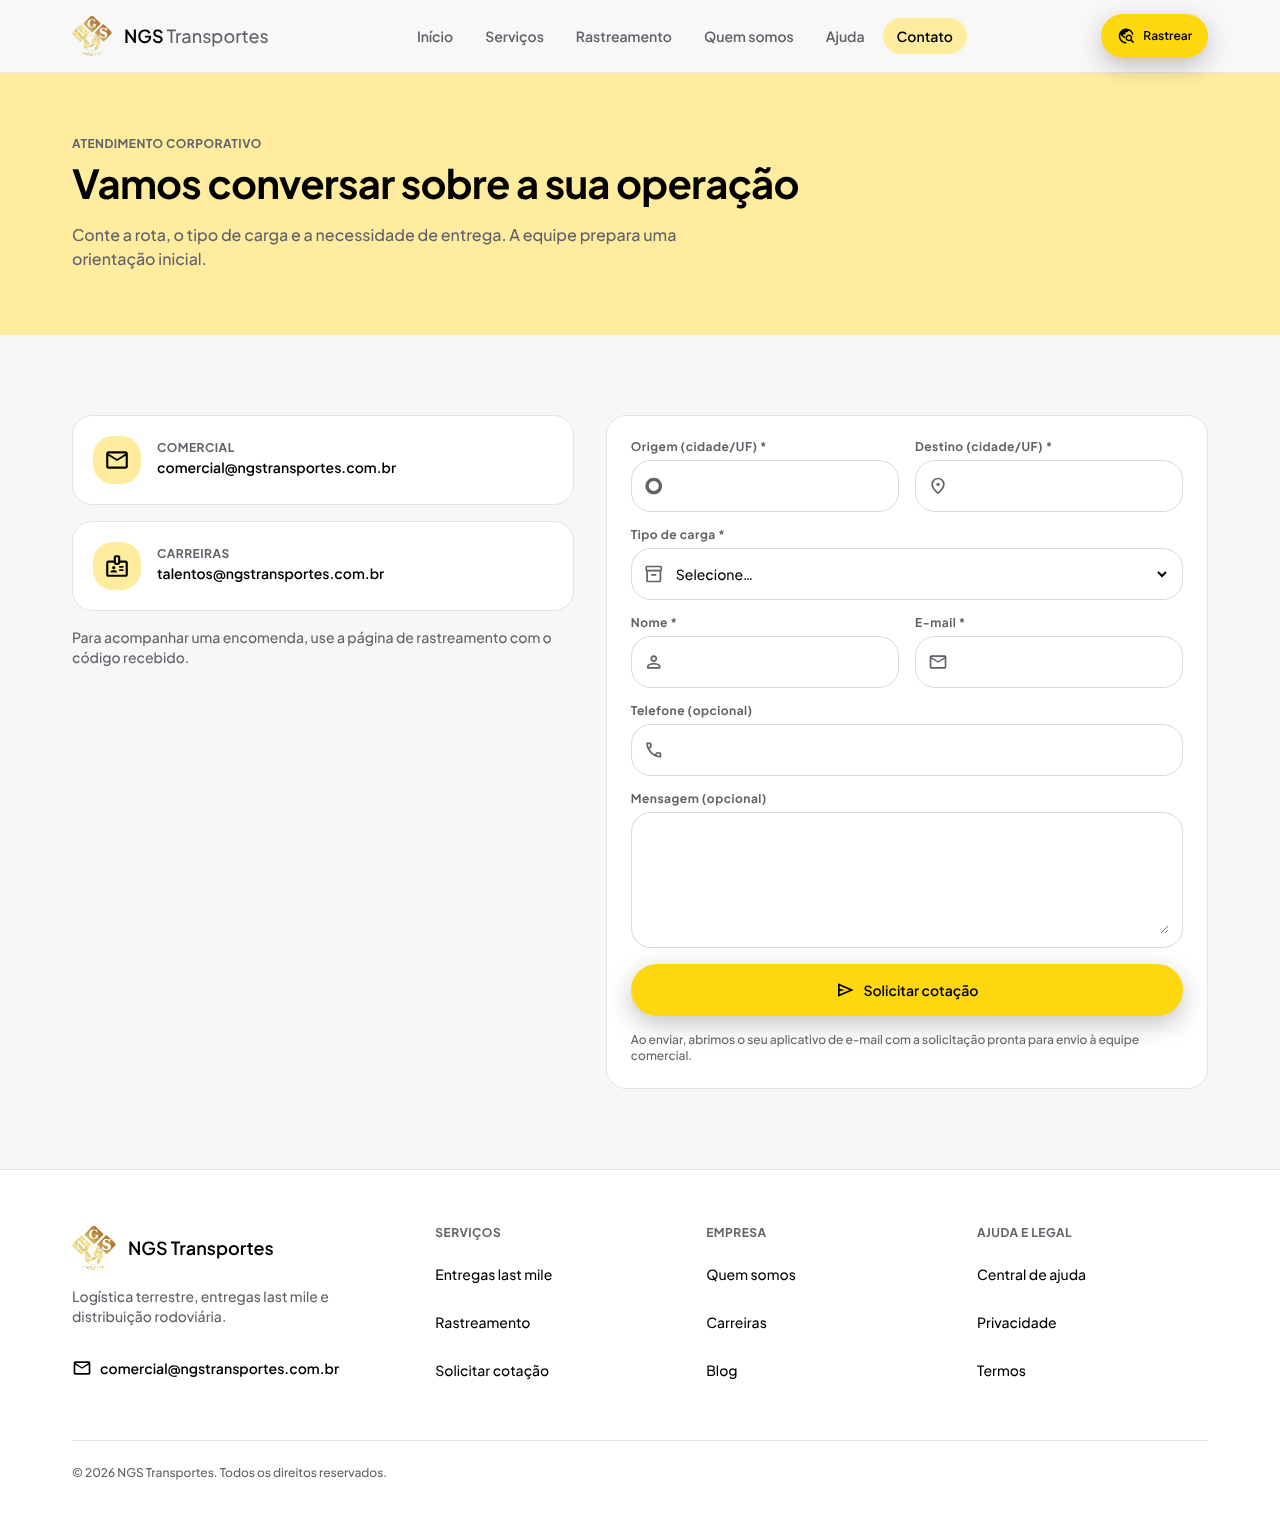 NGS Transportes
Início
Serviços
Rastreamento
Quem somos
Ajuda
Contato
Rastrear
ATENDIMENTO CORPORATIVO
Vamos conversar sobre a sua operação
Conte a rota, o tipo de carga e a necessidade de entrega. A equipe prepara uma
orientação inicial.
COMERCIAL
comercial@ngstransportes.com.br
CARREIRAS
talentos@ngstransportes.com.br
Para acompanhar uma encomenda, use a página de rastreamento com o
código recebido.
Origem (cidade/UF) *
Destino (cidade/UF) *
Tipo de carga *
Selecione…
Nome *
E-mail *
Telefone (opcional)
Mensagem (opcional)
Solicitar cotação
Ao enviar, abrimos o seu aplicativo de e-mail com a solicitação pronta para envio à equipe
comercial.
NGS Transportes
Logística terrestre, entregas last mile e
distribuição rodoviária.
comercial@ngstransportes.com.br
SERVIÇOS
Entregas last mile
Rastreamento
Solicitar cotação
EMPRESA
Quem somos
Carreiras
Blog
AJUDA E LEGAL
Central de ajuda
Privacidade
Termos
© 2026 NGS Transportes. Todos os direitos reservados.